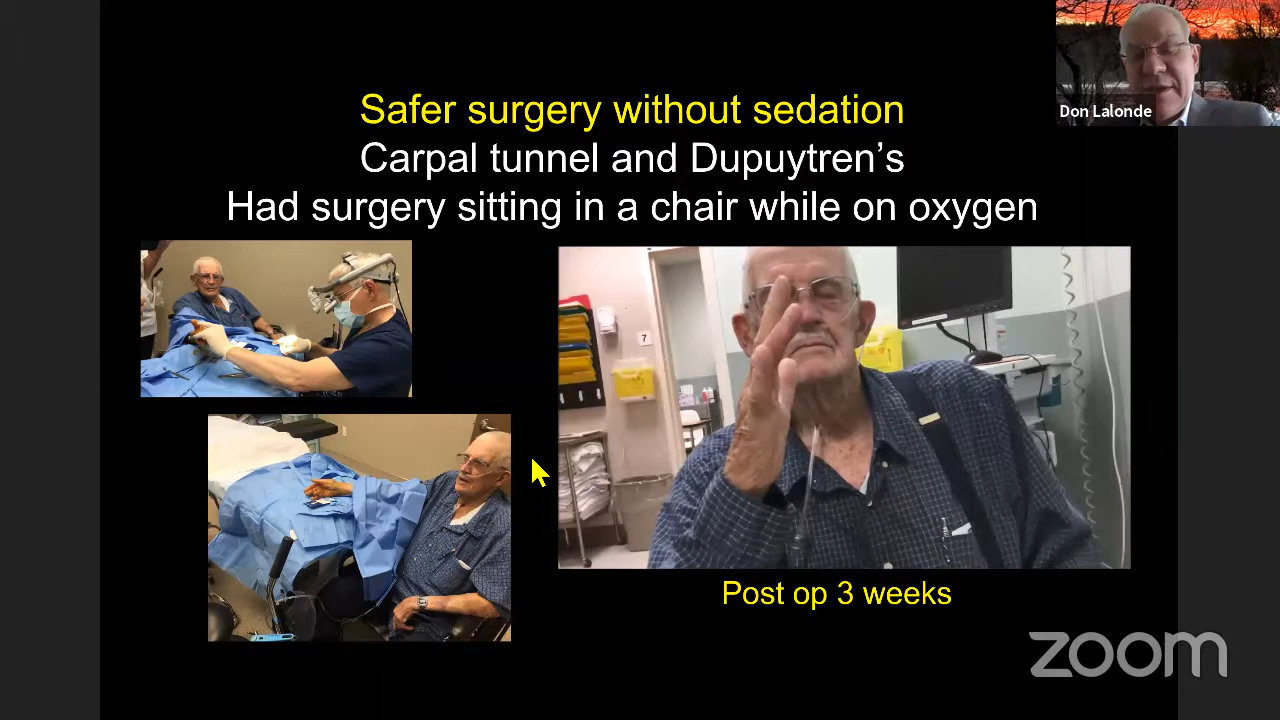 Safer surgery without sedation
Carpal tunnel and Dupuytren’s
Had surgery sitting in a chair while on oxygen
Don Lalonde
7
Post op 3 weeks
zoom